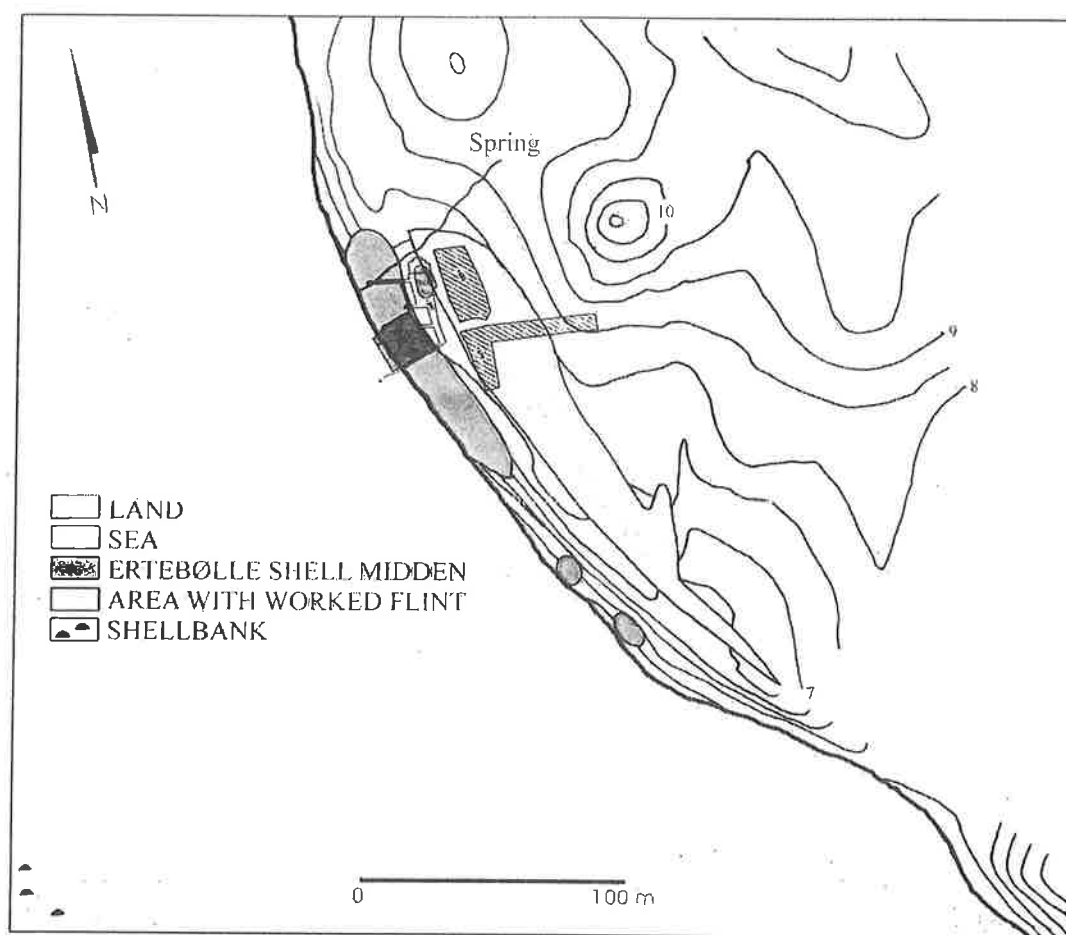 Spring
N
10
9
8
LAND
SEA
ERTEBØLLE SHELL MIDDEN
AREA WITH WORKED FLINT
SHELLBANK
7
0 100 m